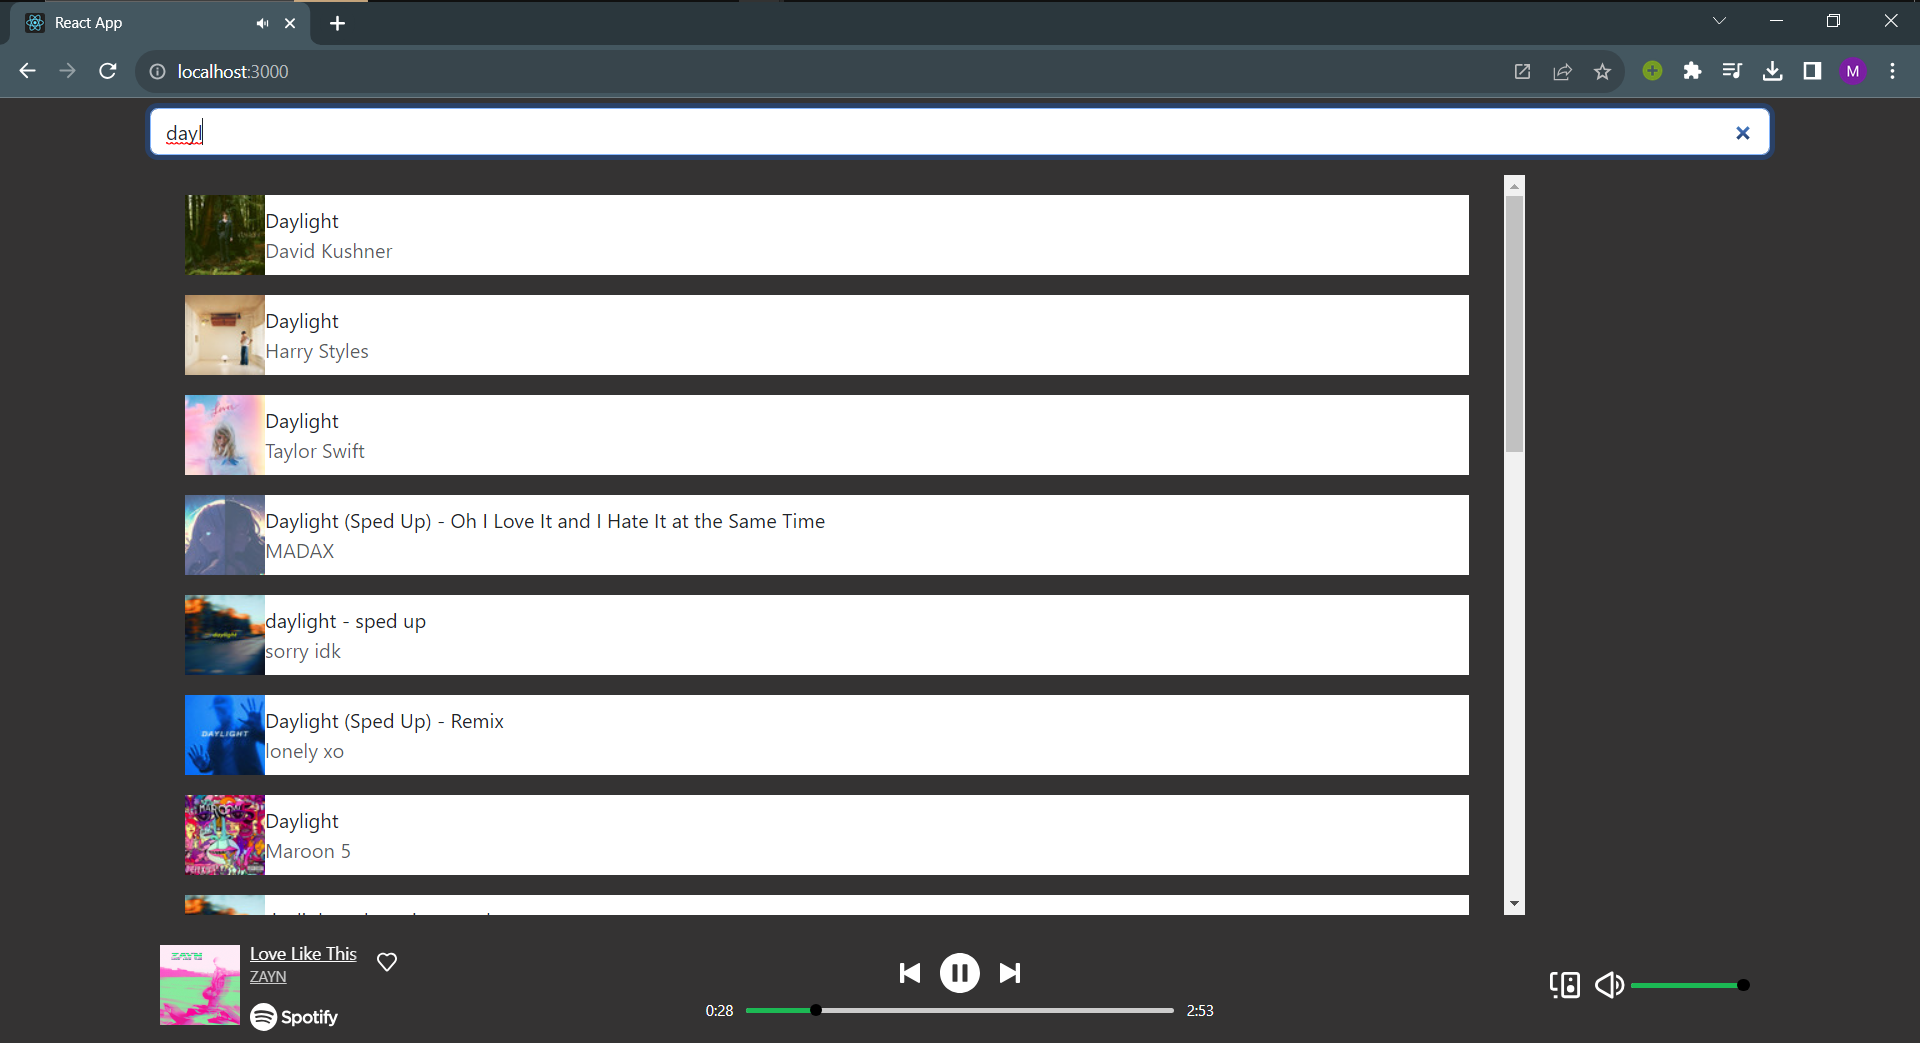 React App
localhost:3000
M
dayl
Daylight
David Kushner
Daylight
Harry Styles
Daylight
Taylor Swift
Daylight (Sped Up) - Oh I Love It and I Hate It at the Same Time
MADAX
daylight - sped up
sorry idk
Daylight (Sped Up) - Remix
lonely xo
DAYLIGHT
Daylight
Maroon 5
Love Like This
ZAYN
Spotify
0:28
2:53